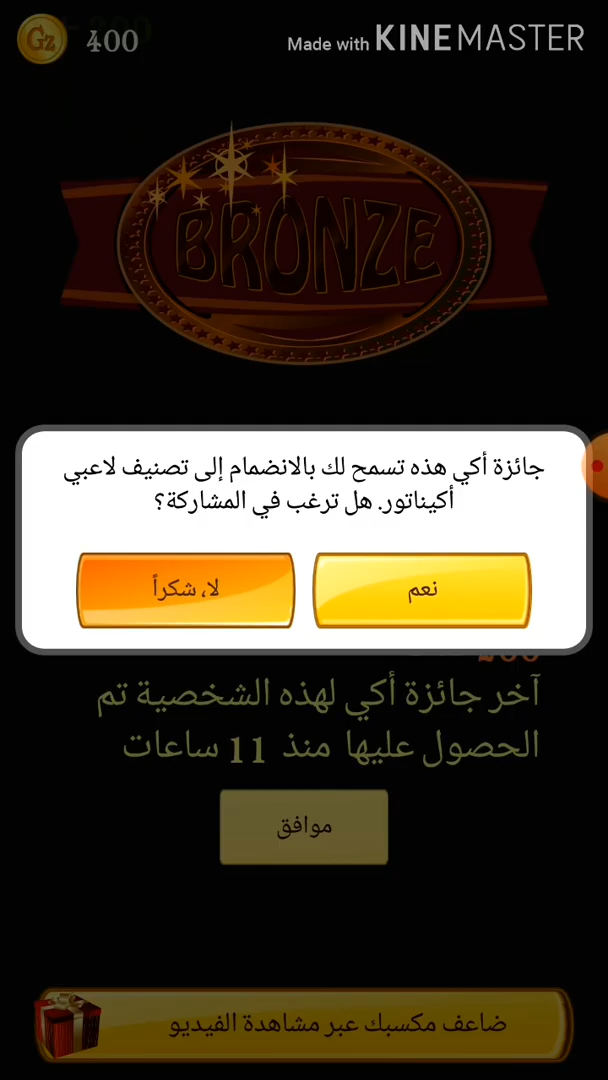 Gz 400
Made with KINEMASTER
BRONZE
جائزة أكي هذه تسمح لك بالانضمام إلى تصنيف لاعبي
أكيناتور. هل ترغب في المشاركة؟
نعم
لا، شكراً
آخر جائزة أكي لهذه الشخصية تم
الحصول عليها منذ 11 ساعات
موافق
ضاعف مكسبك عبر مشاهدة الفيديو